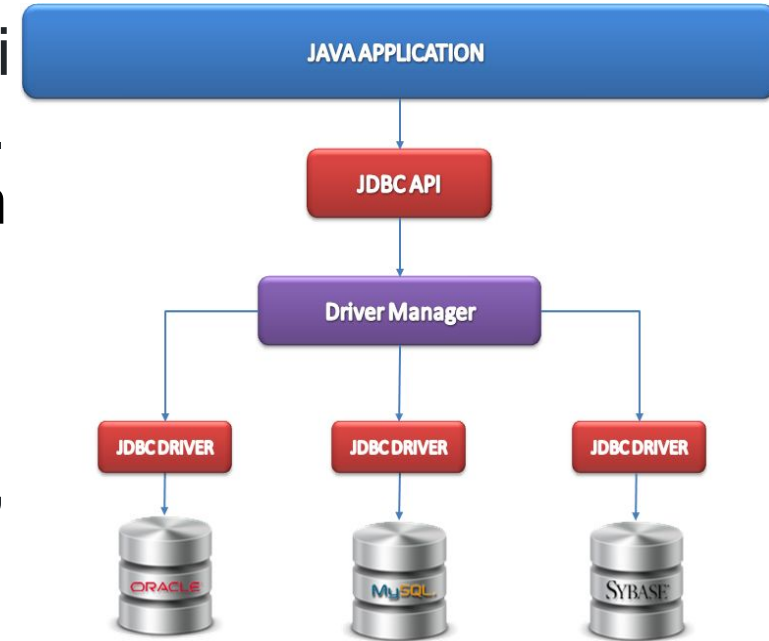 i
JAVA APPLICATION
JDBC API
Driver Manager
JDBC DRIVER JDBC DRIVER JDBC DRIVER
ORACLE MySQL SYBASE